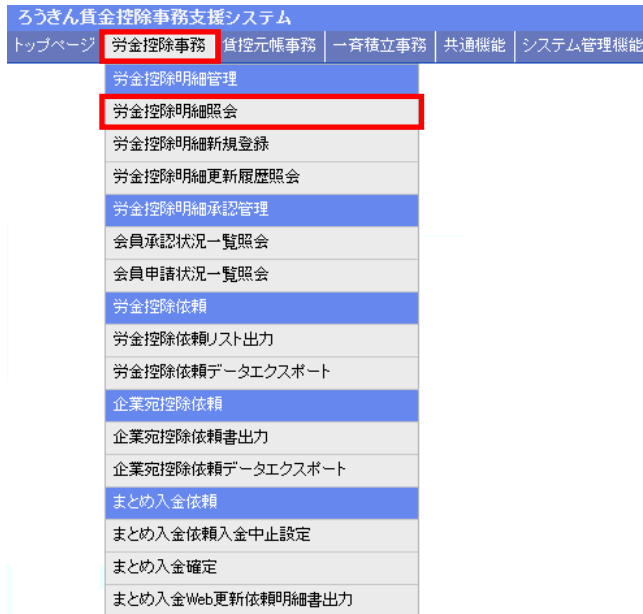 ろうきん賃金控除事務支援システム
トップページ 労金控除事務 賃控元帳事務 一斉積立事務 共通機能 システム管理機能
労金控除明細管理
労金控除明細照会
労金控除明細新規登録
労金控除明細更新履歴照会
労金控除明細承認管理
会員承認状況一覧照会
会員申請状況一覧照会
労金控除依頼
労金控除依頼リスト出力
労金控除依頼データエクスポート
企業宛控除依頼
企業宛控除依頼書出力
企業宛控除依頼データエクスポート
まとめ入金依頼
まとめ入金依頼入金中止設定
まとめ入金確定
まとめ入金Web更新依頼明細書出力